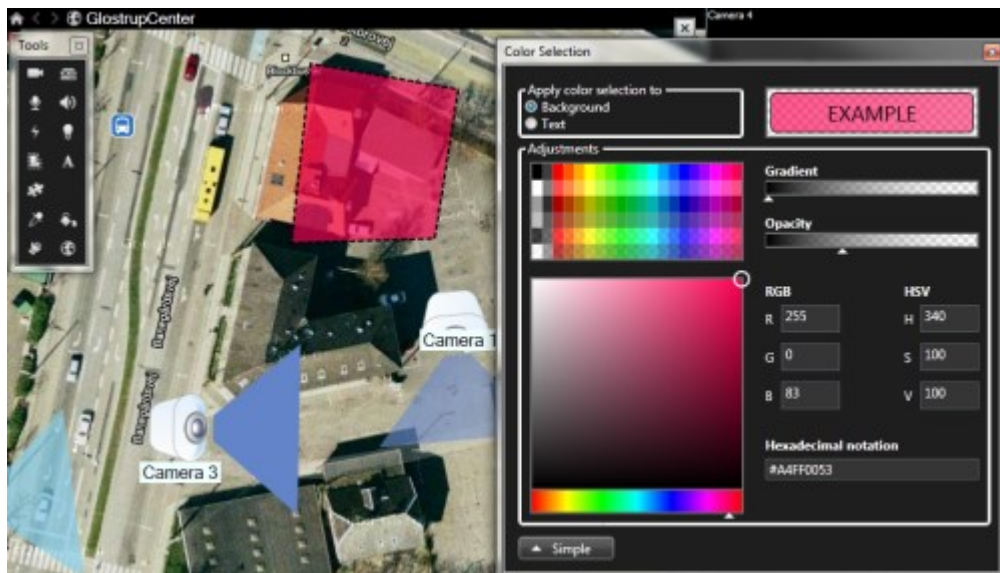 GlostrupCenter
Camera 4
Tools
Color Selection
Apply color selection to
Background
Text
EXAMPLE
Adjustments
Gradient
Opacity
RGB
HSV
R 255
H 340
G 0
S 100
B 83
V 100
Hexadecimal notation
#A4FF0053
Simple
A
Camera 1
Camera 3